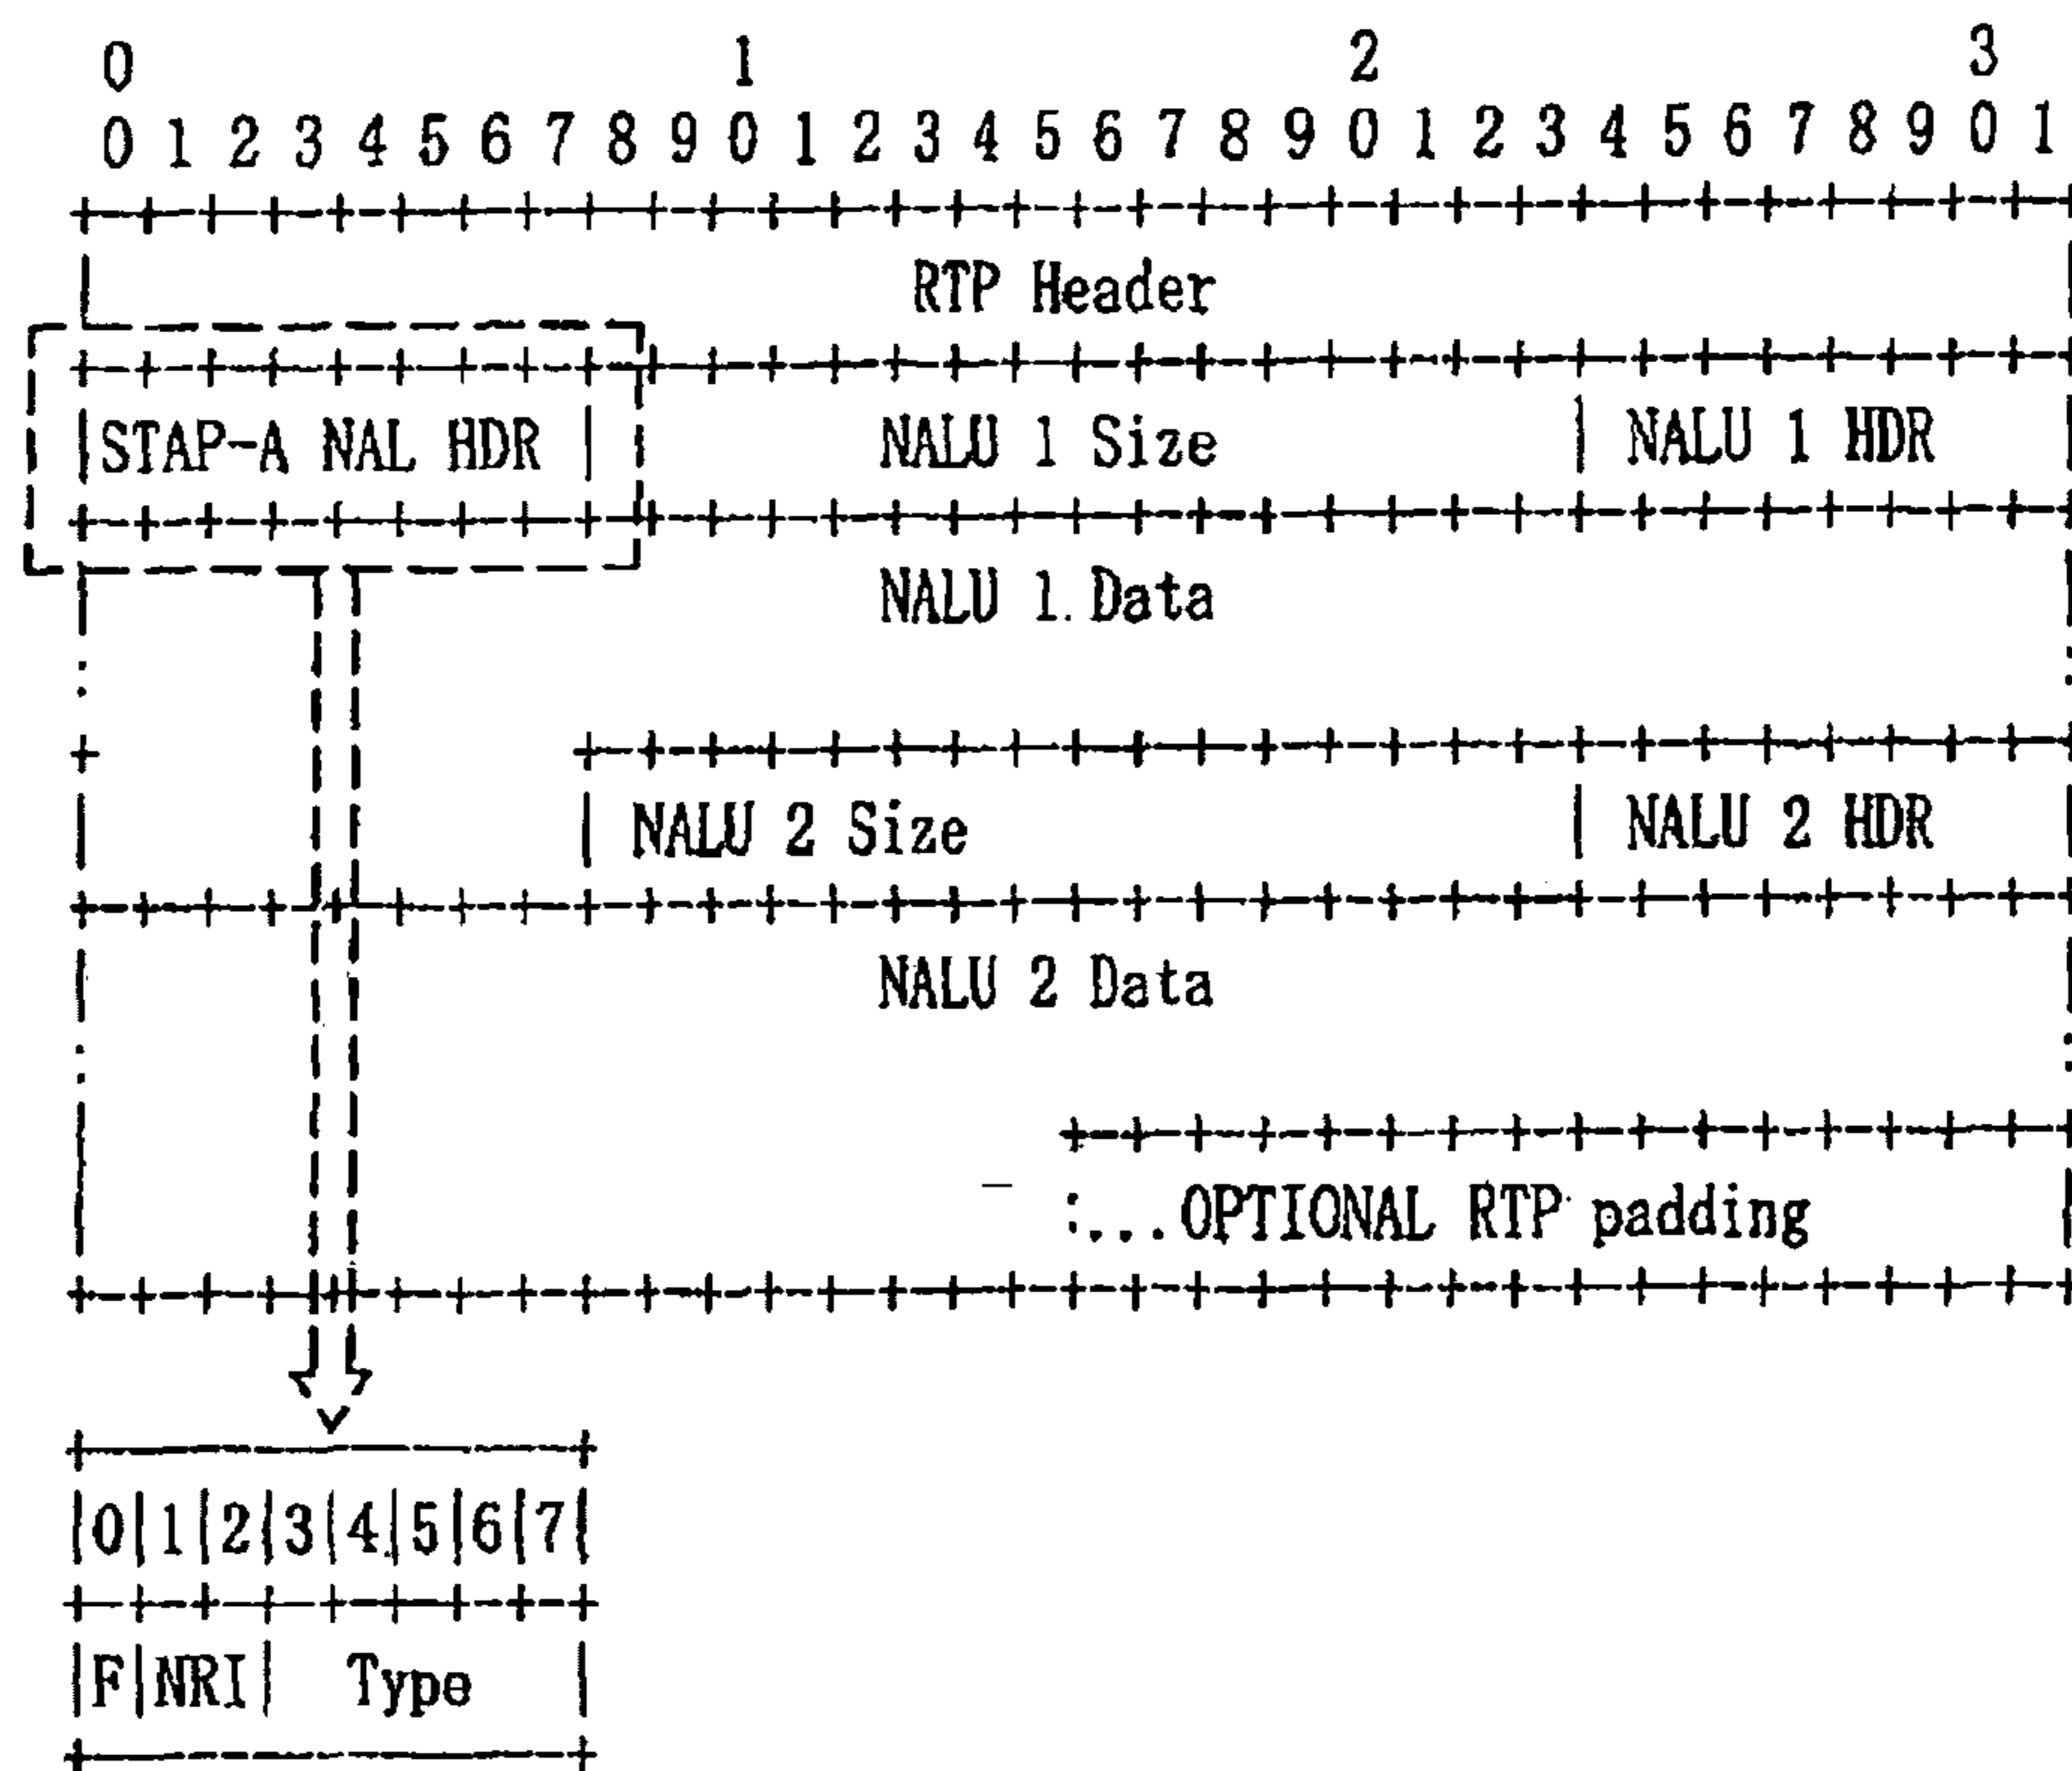 0 1 2 3
0 1 2 3 4 5 6 7 8 9 0 1 2 3 4 5 6 7 8 9 0 1 2 3 4 5 6 7 8 9 0 1
RTP Header
STAP-A NAL HDR | NALU 1 Size | NALU 1 HDR
NALU 1 Data
NALU 2 Size | NALU 2 HDR
NALU 2 Data
:...OPTIONAL RTP padding
|0|1|2|3|4|5|6|7|
|F|NRI| Type |